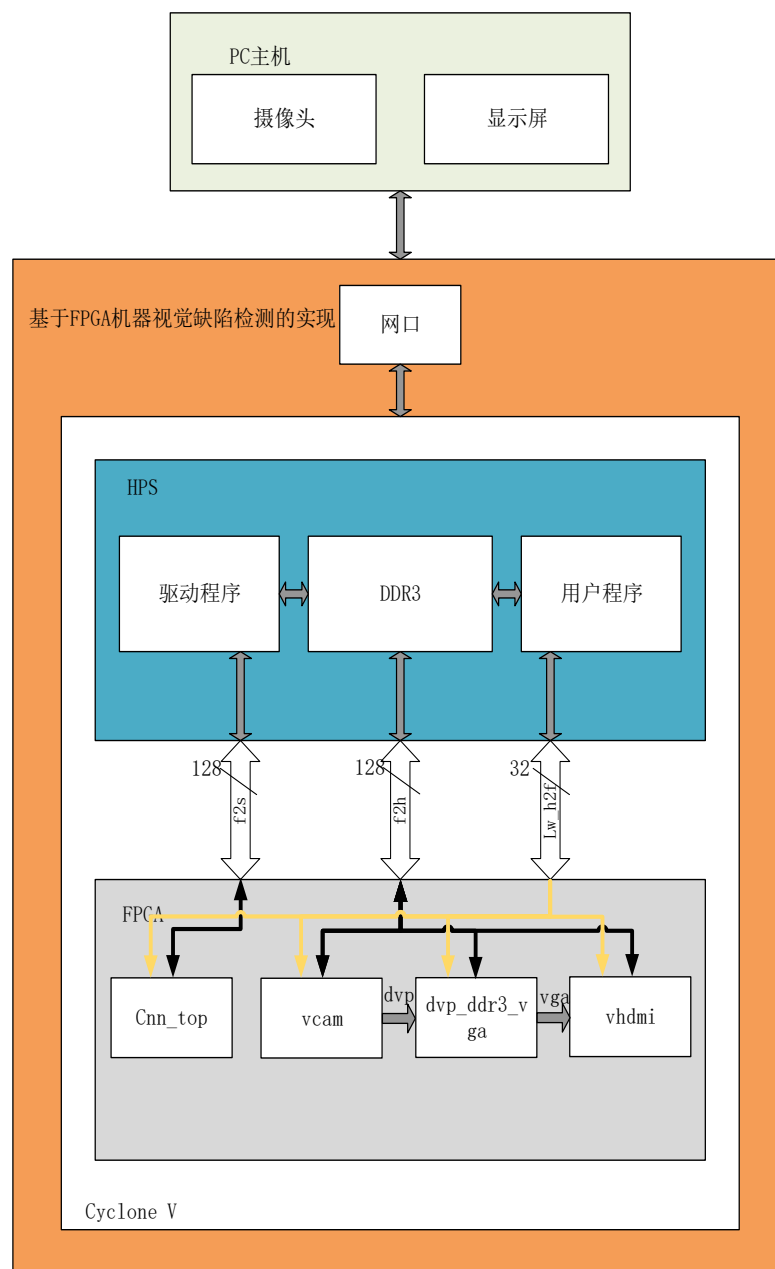 PC主机
摄像头
显示屏
基于FPGA机器视觉缺陷检测的实现
网口
HPS
驱动程序
DDR3
用户程序
128
128
32
f2s
f2h
Lw_h2f
FPGA
Cnn_top
vcam
dvp
dvp_ddr3_v
ga
vga
vhdmi
Cyclone V